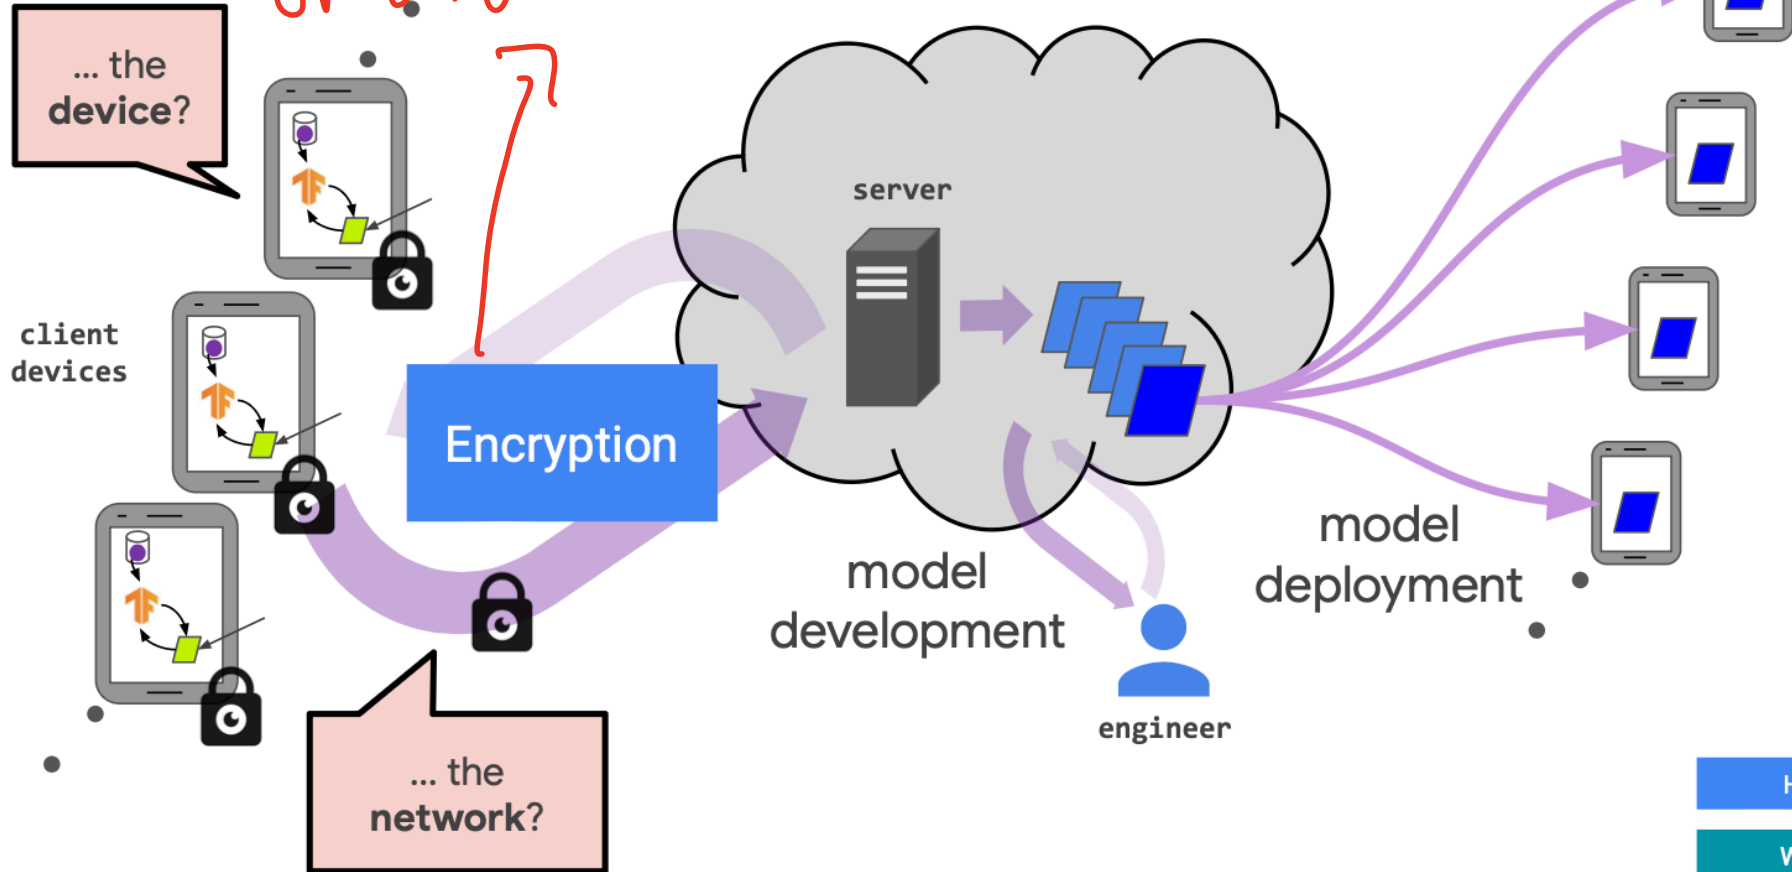 ... the
device?
server
client
devices
Encryption
model
development
model
deployment
engineer
... the
network?